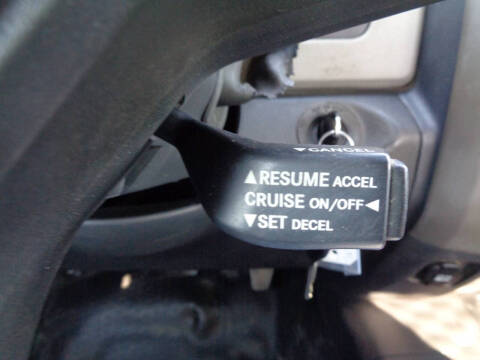 ▼CANCEL
▲RESUME ACCEL
CRUISE ON/OFF◄
▼SET DECEL